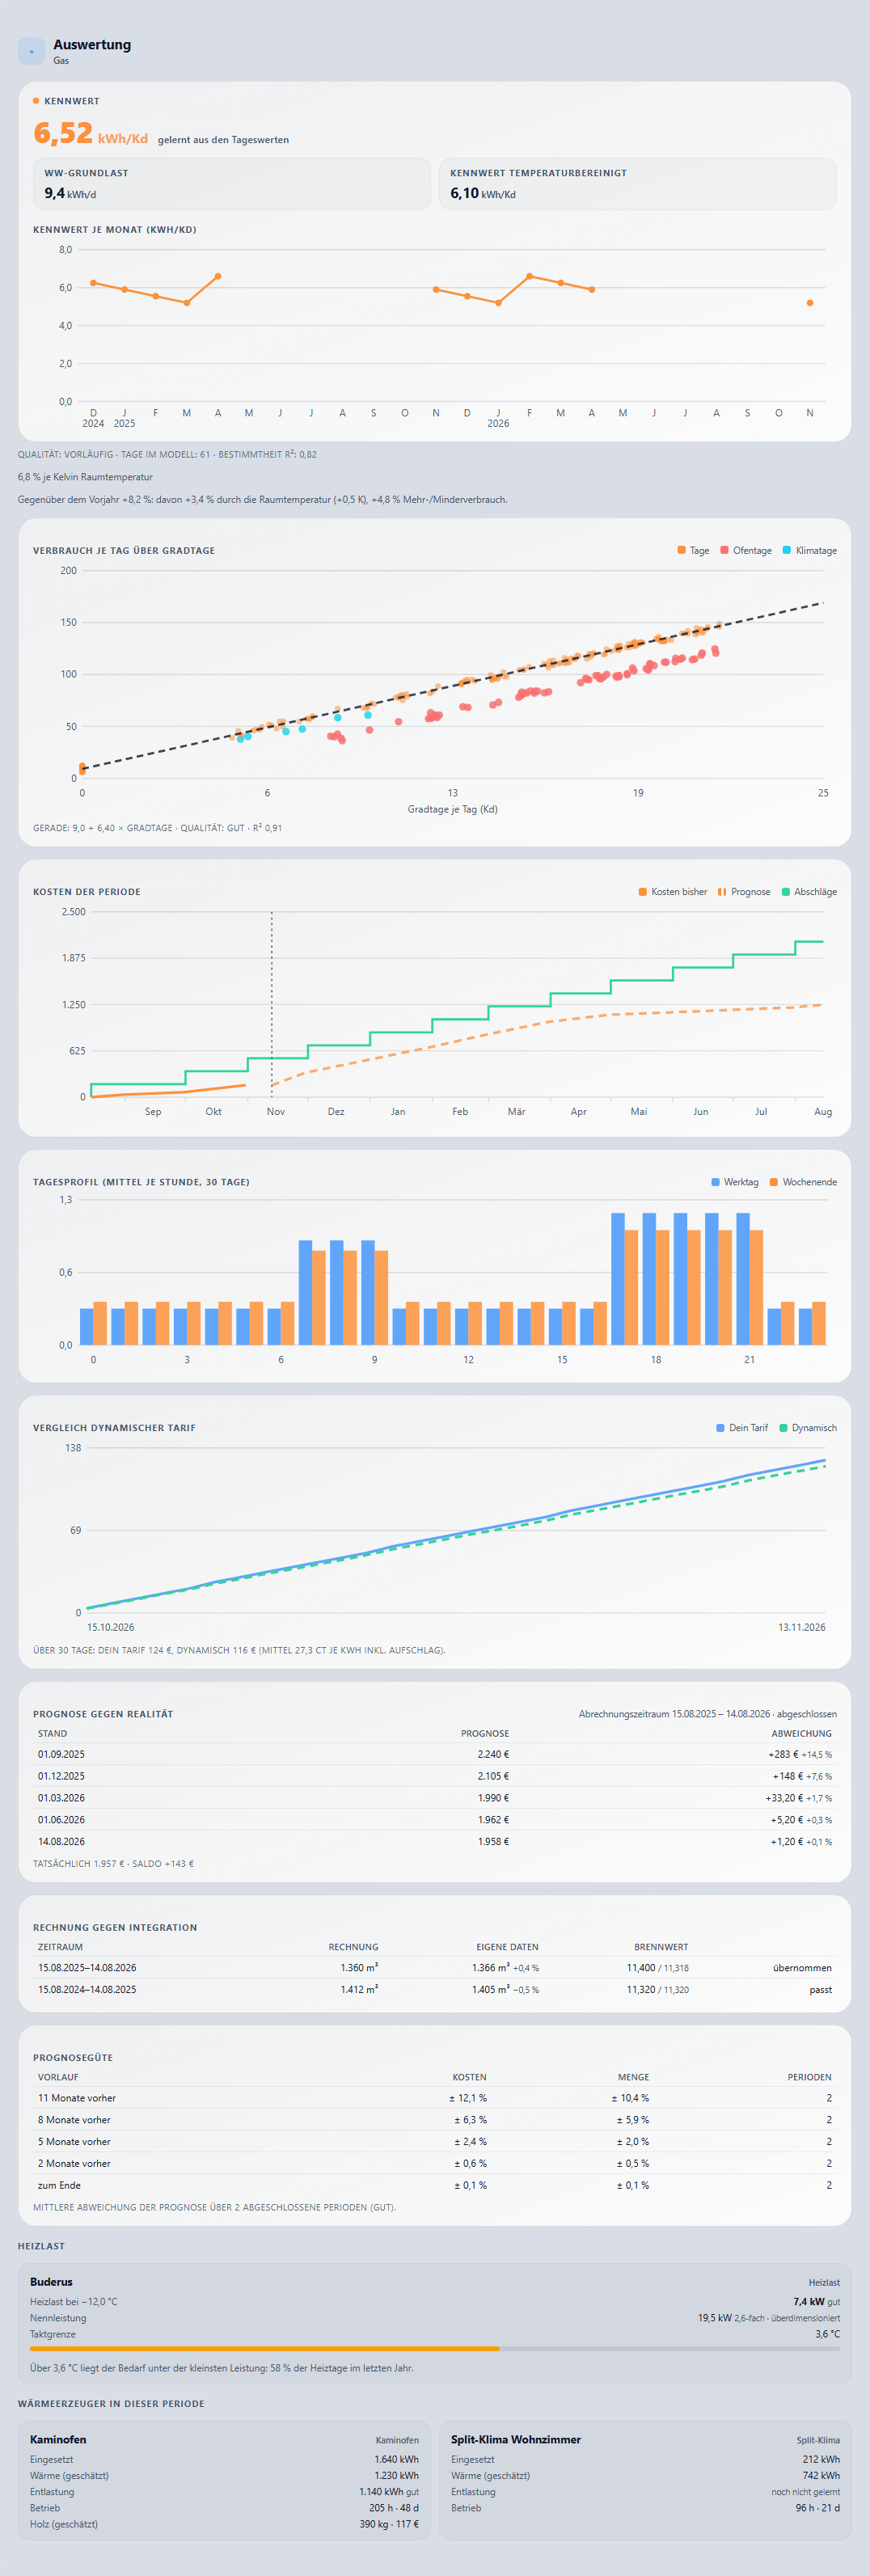 Auswertung
Gas
KENNWERT
6,52 kWh/Kd gelernt aus den Tageswerten
WW-GRUNDLAST
9,4 kWh/d
KENNWERT TEMPERATURBEREINIGT
6,10 kWh/Kd
KENNWERT JE MONAT (KWH/KD)
8,0
6,0
4,0
2,0
0,0
D J F M A M J J A S O N D J F M A M J J A S O N
2024 2025 2026
QUALITÄT: VORLÄUFIG · TAGE IM MODELL: 61 · BESTIMMTHEIT R²: 0,82
6,8 % je Kelvin Raumtemperatur
Gegenüber dem Vorjahr +8,2 %: davon +3,4 % durch die Raumtemperatur (+0,5 K), +4,8 % Mehr-/Minderverbrauch.
VERBRAUCH JE TAG ÜBER GRADTAGE
Tage Ofentage Klimatage
200
150
100
50
0
0 6 13 19 25
Gradtage je Tag (Kd)
GERADE: 9,0 + 6,40 × GRADTAGE · QUALITÄT: GUT · R² 0,91
KOSTEN DER PERIODE
Kosten bisher Prognose Abschläge
2.500
1.875
1.250
625
0
Sep Okt Nov Dez Jan Feb Mär Apr Mai Jun Jul Aug
TAGESPROFIL (MITTEL JE STUNDE, 30 TAGE)
Werktag Wochenende
1,3
0,6
0,0
0 3 6 9 12 15 18 21
VERGLEICH DYNAMISCHER TARIF
Dein Tarif Dynamisch
138
69
0
15.10.2026 13.11.2026
ÜBER 30 TAGE: DEIN TARIF 124 €, DYNAMISCH 116 € (MITTEL 27,3 CT JE KWH INKL. AUFSCHLAG).
PROGNOSE GEGEN REALITÄT
Abrechnungszeitraum 15.08.2025 – 14.08.2026 · abgeschlossen
STAND PROGNOSE ABWEICHUNG
01.09.2025 2.240 € +283 € +14,5 %
01.12.2025 2.105 € +148 € +7,6 %
01.03.2026 1.990 € +33,20 € +1,7 %
01.06.2026 1.962 € +5,20 € +0,3 %
14.08.2026 1.958 € +1,20 € +0,1 %
TATSÄCHLICH 1.957 € · SALDO +143 €
RECHNUNG GEGEN INTEGRATION
ZEITRAUM RECHNUNG EIGENE DATEN BRENNWERT
15.08.2025–14.08.2026 1.360 m³ 1.366 m³ +0,4 % 11,400 / 11,318 übernommen
15.08.2024–14.08.2025 1.412 m³ 1.405 m³ −0,5 % 11,320 / 11,320 passt
PROGNOSEGÜTE
VORLAUF KOSTEN MENGE PERIODEN
11 Monate vorher ± 12,1 % ± 10,4 % 2
8 Monate vorher ± 6,3 % ± 5,9 % 2
5 Monate vorher ± 2,4 % ± 2,0 % 2
2 Monate vorher ± 0,6 % ± 0,5 % 2
zum Ende ± 0,1 % ± 0,1 % 2
MITTLERE ABWEICHUNG DER PROGNOSE ÜBER 2 ABGESCHLOSSENE PERIODEN (GUT).
HEIZLAST
Buderus Heizlast
Heizlast bei −12,0 °C 7,4 kW gut
Nennleistung 19,5 kW 2,6-fach · überdimensioniert
Taktgrenze 3,6 °C
Über 3,6 °C liegt der Bedarf unter der kleinsten Leistung: 58 % der Heiztage im letzten Jahr.
WÄRMEERZEUGER IN DIESER PERIODE
Kaminofen Kaminofen
Eingesetzt 1.640 kWh
Wärme (geschätzt) 1.230 kWh
Entlastung 1.140 kWh gut
Betrieb 205 h · 48 d
Holz (geschätzt) 390 kg · 117 €
Split-Klima Wohnzimmer Split-Klima
Eingesetzt 212 kWh
Wärme (geschätzt) 742 kWh
Entlastung noch nicht gelernt
Betrieb 96 h · 21 d